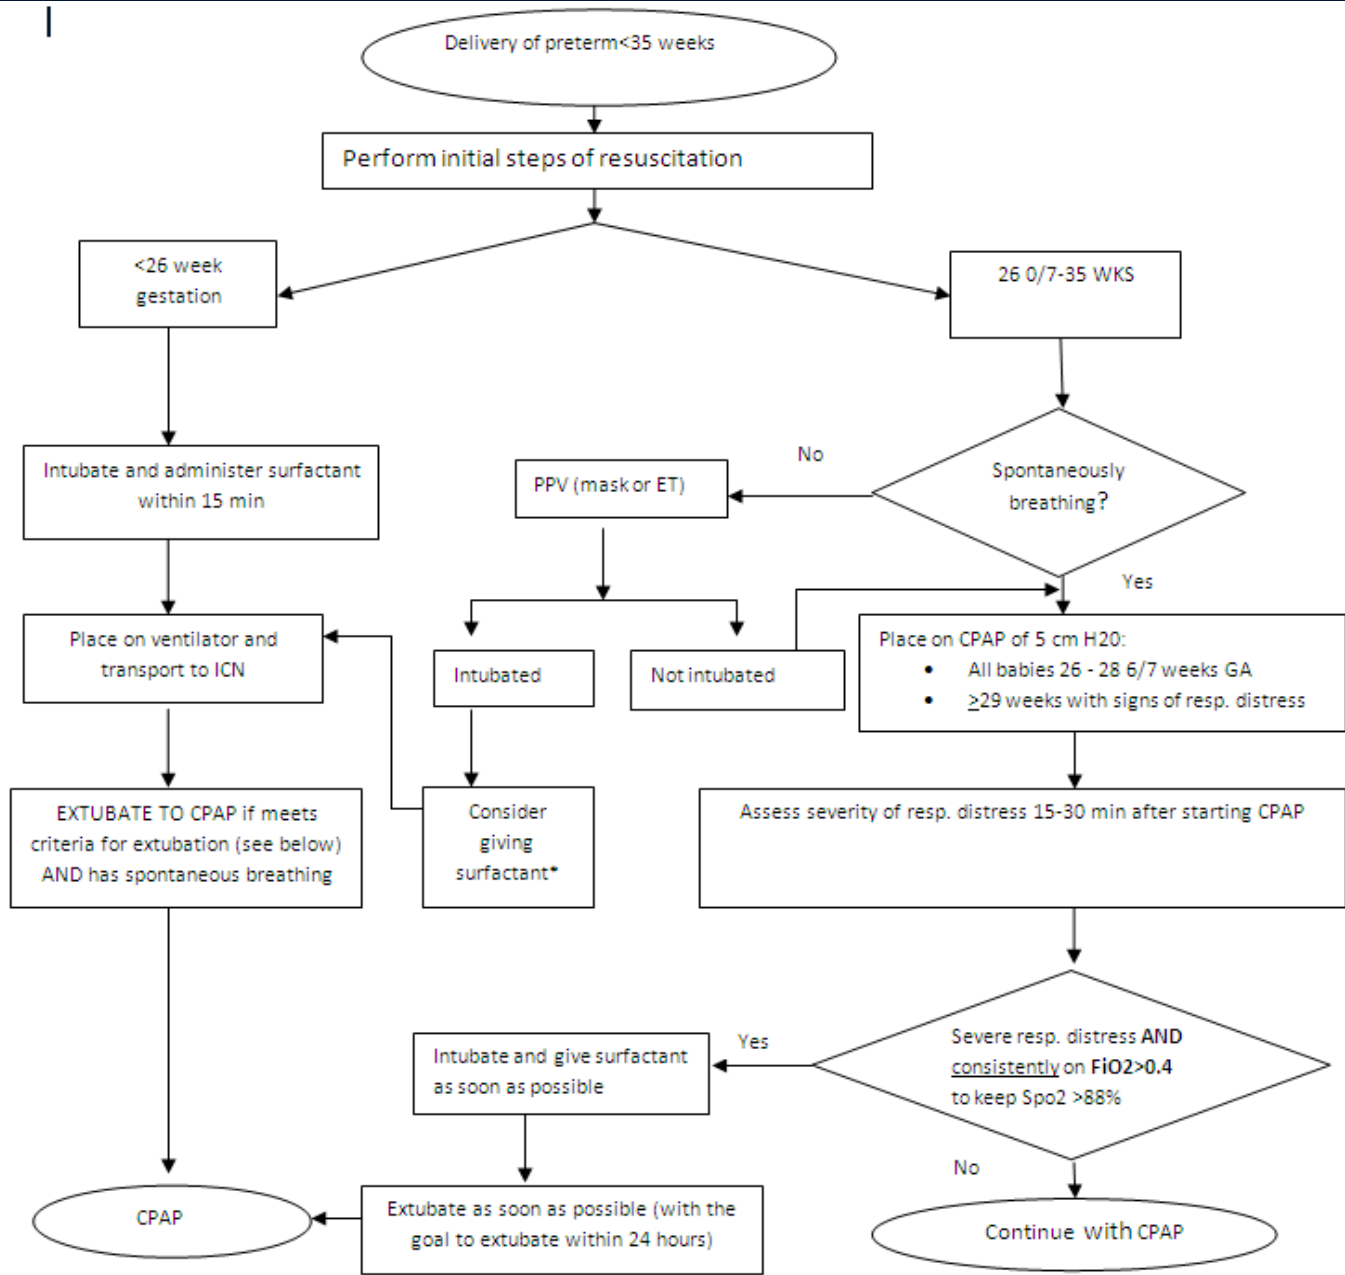 Delivery of preterm<35 weeks
Perform initial steps of resuscitation
<26 week
gestation
26 0/7-35 WKS
Intubate and administer surfactant
within 15 min
PPV (mask or ET)
No
Spontaneously
breathing?
Yes
Place on ventilator and
transport to ICN
Intubated
Not intubated
Place on CPAP of 5 cm H20:
• All babies 26 - 28 6/7 weeks GA
• ≥29 weeks with signs of resp. distress
EXTUBATE TO CPAP if meets
criteria for extubation (see below)
AND has spontaneous breathing
Consider
giving
surfactant*
Assess severity of resp. distress 15-30 min after starting CPAP
Severe resp. distress AND
consistently on FiO2>0.4
to keep Spo2 >88%
Yes
Intubate and give surfactant
as soon as possible
No
CPAP
Extubate as soon as possible (with the
goal to extubate within 24 hours)
Continue with CPAP